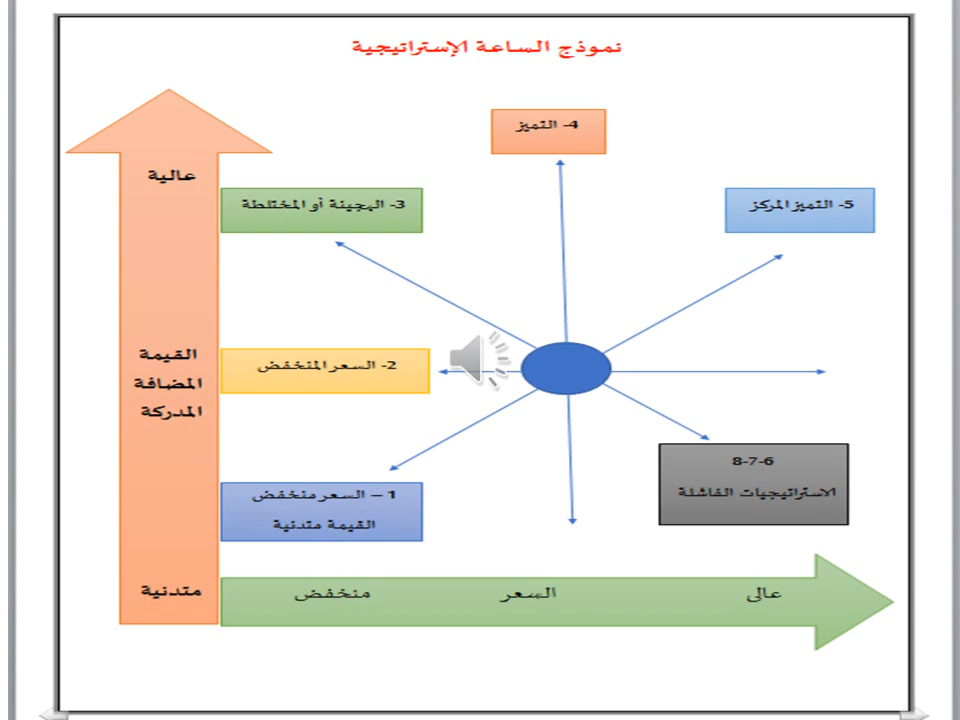 نموذج الساعة الإستراتيجية
4- التميز
عالية
3- الهجينة أو المختلطة
5- التميز المركز
القيمة
المضافة
المدركة
2- السعر المنخفض
8-7-6
الاستراتيجيات الفاشلة
1 – السعر منخفض
القيمة متدنية
متدنية
منخفض
السعر
عالى